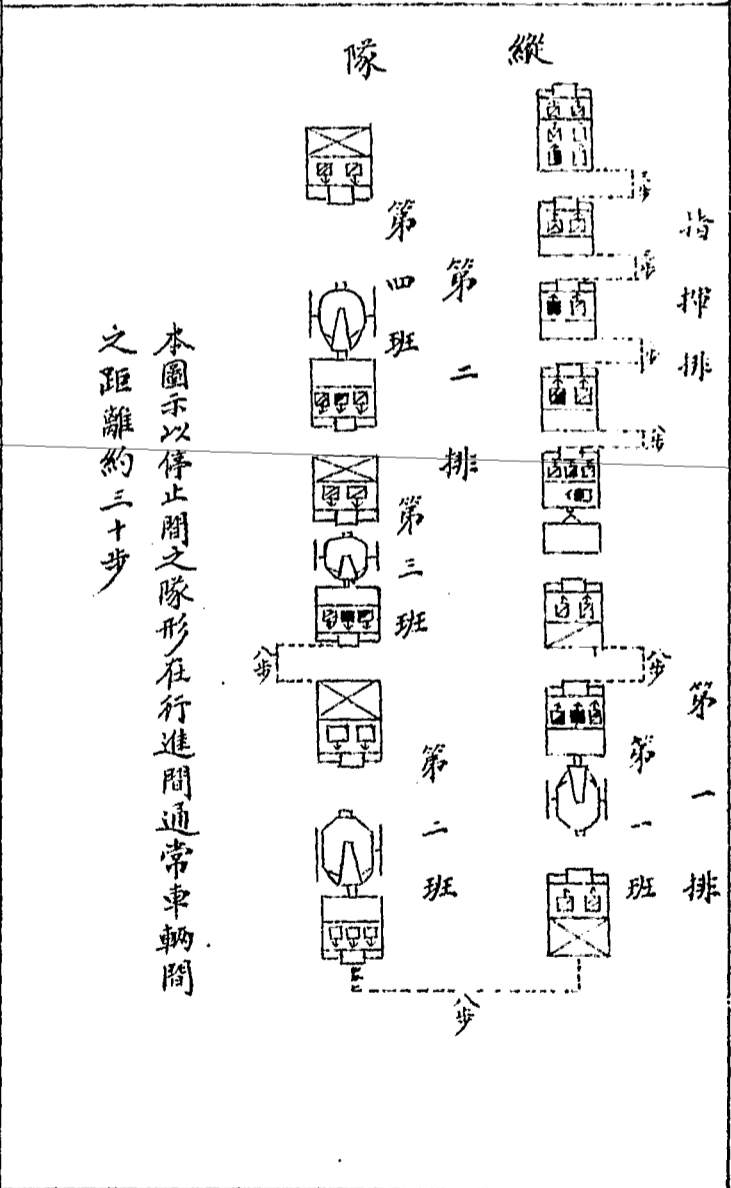 縱隊
指揮排
八步
第一排
第一班
八步
第二排
第二班
八步
第三班
第四班
本圖示以停止間之隊形在行進間通常車輛間
之距離約三十步